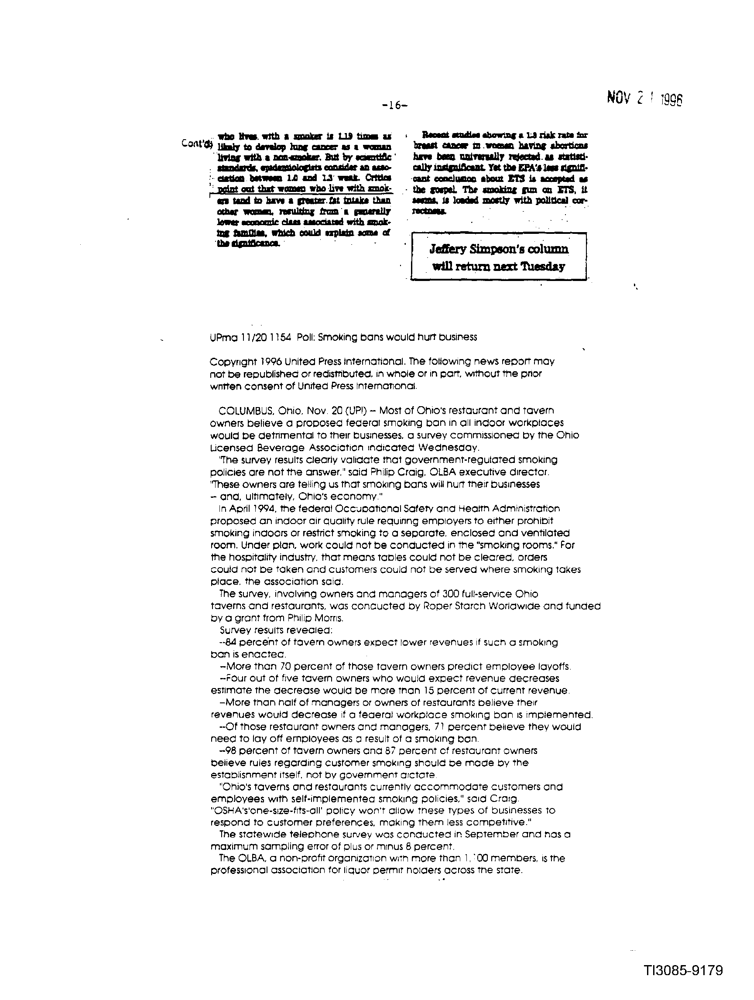 -16-
NOV 21 1996
Cont'd)
who lives with a smoker is 1.19 times as
likely to develop lung cancer as a woman
living with a non-smoker. But by scientific
standards, epidemiologists consider an asso-
ciation between 1.0 and 1.3 weak. Critics
point out that women who live with smok-
ers tend to have a greater fat intake than
other women, resulting from a generally
lower economic class associated with smok-
ing families, which could explain some of
the significance.
Recent studies showing a 1.3 risk rate for
breast cancer in women having abortions
have been universally rejected as statisti-
cally insignificant. Yet the EPA's less signifi-
cant conclusion about ETS is accepted as
the gospel. The smoking gun on ETS, it
seems, is loaded mostly with political cor-
rectness.
Jeffery Simpson's column
will return next Tuesday
UPma 11/20 1154 Poll: Smoking bans would hurt business
Copyright 1996 United Press International. The following news report may
not be republished or redistributed, in whole or in part, without the prior
written consent of United Press International.
COLUMBUS, Ohio, Nov. 20 (UPI) -- Most of Ohio's restaurant and tavern
owners believe a proposed federal smoking ban in all indoor workplaces
would be detrimental to their businesses, a survey commissioned by the Ohio
Licensed Beverage Association indicated Wednesday.
"The survey results clearly validate that government-regulated smoking
policies are not the answer," said Philip Craig, OLBA executive director.
"These owners are telling us that smoking bans will hurt their businesses
-- and, ultimately, Ohio's economy."
In April 1994, the federal Occupational Safety and Health Administration
proposed an indoor air quality rule requiring employers to either prohibit
smoking indoors or restrict smoking to a separate, enclosed and ventilated
room. Under plan, work could not be conducted in the "smoking rooms." For
the hospitality industry, that means tables could not be cleared, orders
could not be taken and customers could not be served where smoking takes
place, the association said.
The survey, involving owners and managers of 300 full-service Ohio
taverns and restaurants, was conducted by Roper Starch Worldwide and funded
by a grant from Philip Morris.
Survey results revealed:
--84 percent of tavern owners expect lower revenues if such a smoking
ban is enacted.
--More than 70 percent of those tavern owners predict employee layoffs.
--Four out of five tavern owners who would expect revenue decreases
estimate the decrease would be more than 15 percent of current revenue.
--More than half of managers or owners of restaurants believe their
revenues would decrease if a federal workplace smoking ban is implemented.
--Of those restaurant owners and managers, 71 percent believe they would
need to lay off employees as a result of a smoking ban.
--98 percent of tavern owners and 87 percent of restaurant owners
believe rules regarding customer smoking should be made by the
establishment itself, not by government dictate.
"Ohio's taverns and restaurants currently accommodate customers and
employees with self-implemented smoking policies," said Craig.
"OSHA's 'one-size-fits-all' policy won't allow these types of businesses to
respond to customer preferences, making them less competitive."
The statewide telephone survey was conducted in September and has a
maximum sampling error of plus or minus 8 percent.
The OLBA, a non-profit organization with more than 1,100 members, is the
professional association for liquor permit holders across the state.
TI3085-9179